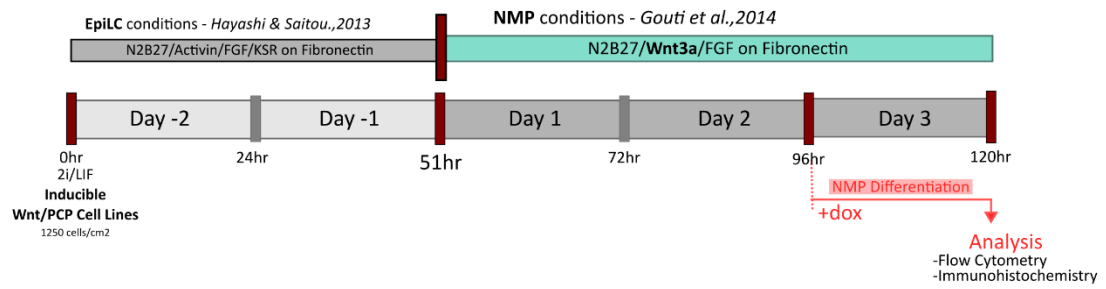 EpiLC conditions - Hayashi & Saitou.,2013
NMP conditions - Gouti et al.,2014
N2B27/Activin/FGF/KSR on Fibronectin
N2B27/Wnt3a/FGF on Fibronectin
Day -2
Day -1
Day 1
Day 2
Day 3
0hr
24hr
51hr
72hr
96hr
120hr
2i/LIF
Inducible
Wnt/PCP Cell Lines
1250 cells/cm2
NMP Differentiation
+dox
Analysis
-Flow Cytometry
-Immunohistochemistry